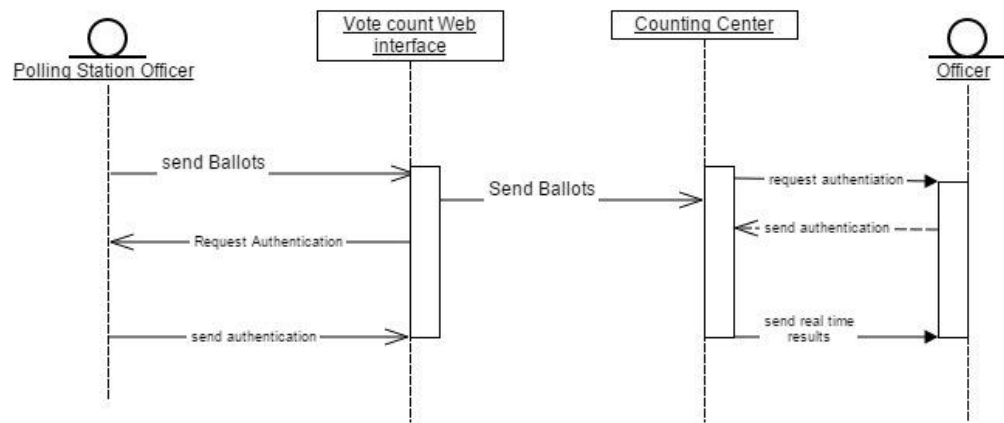 Vote count Web
interface
Counting Center
Polling Station Officer
Officer
send Ballots
request authentiation
Send Ballots
send authentication
Request Authentication
send real time
results
send authentication